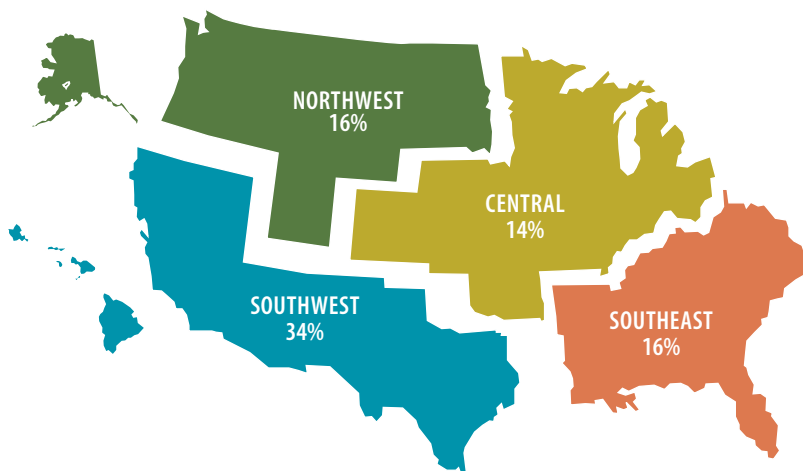 NORTHWEST
16%
CENTRAL
14%
SOUTHWEST
34%
SOUTHEAST
16%